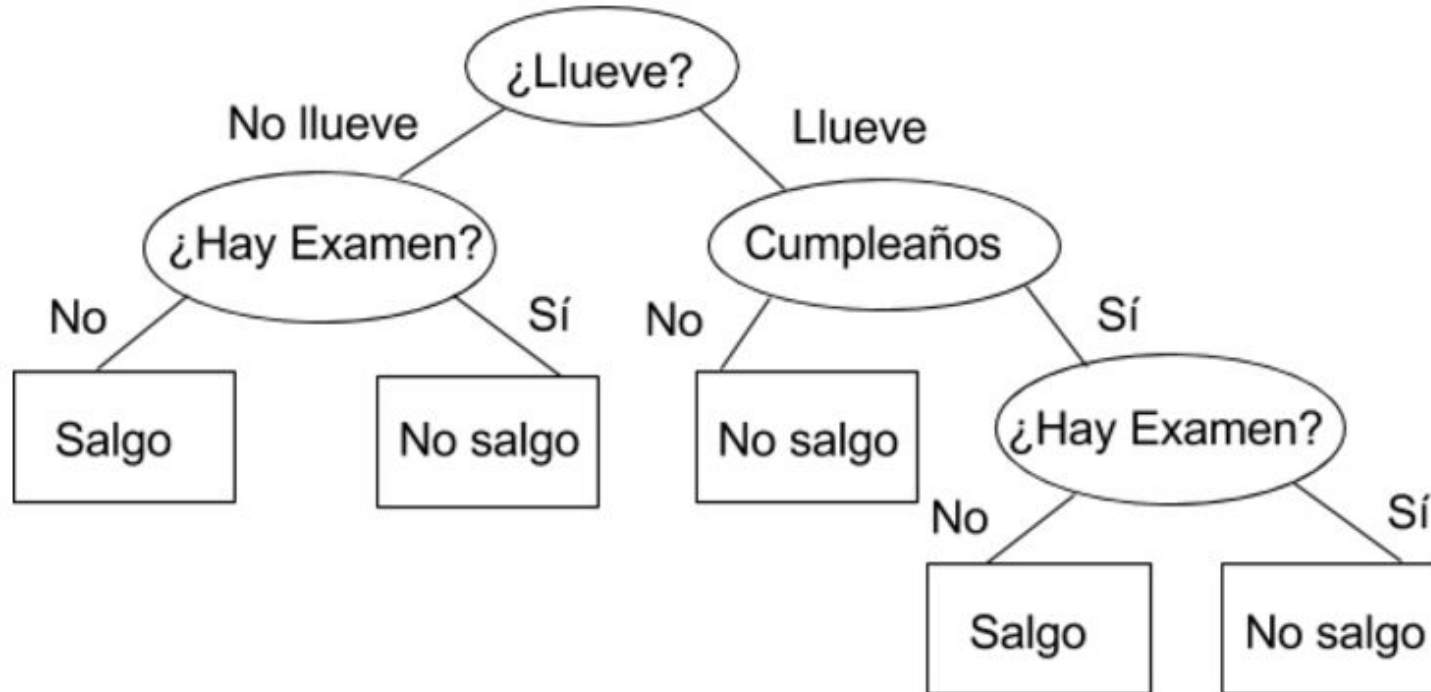 ¿Llueve?
No llueve
Llueve
¿Hay Examen?
Cumpleaños
No
Sí
No
Sí
Salgo
No salgo
No salgo
¿Hay Examen?
No
Sí
Salgo
No salgo